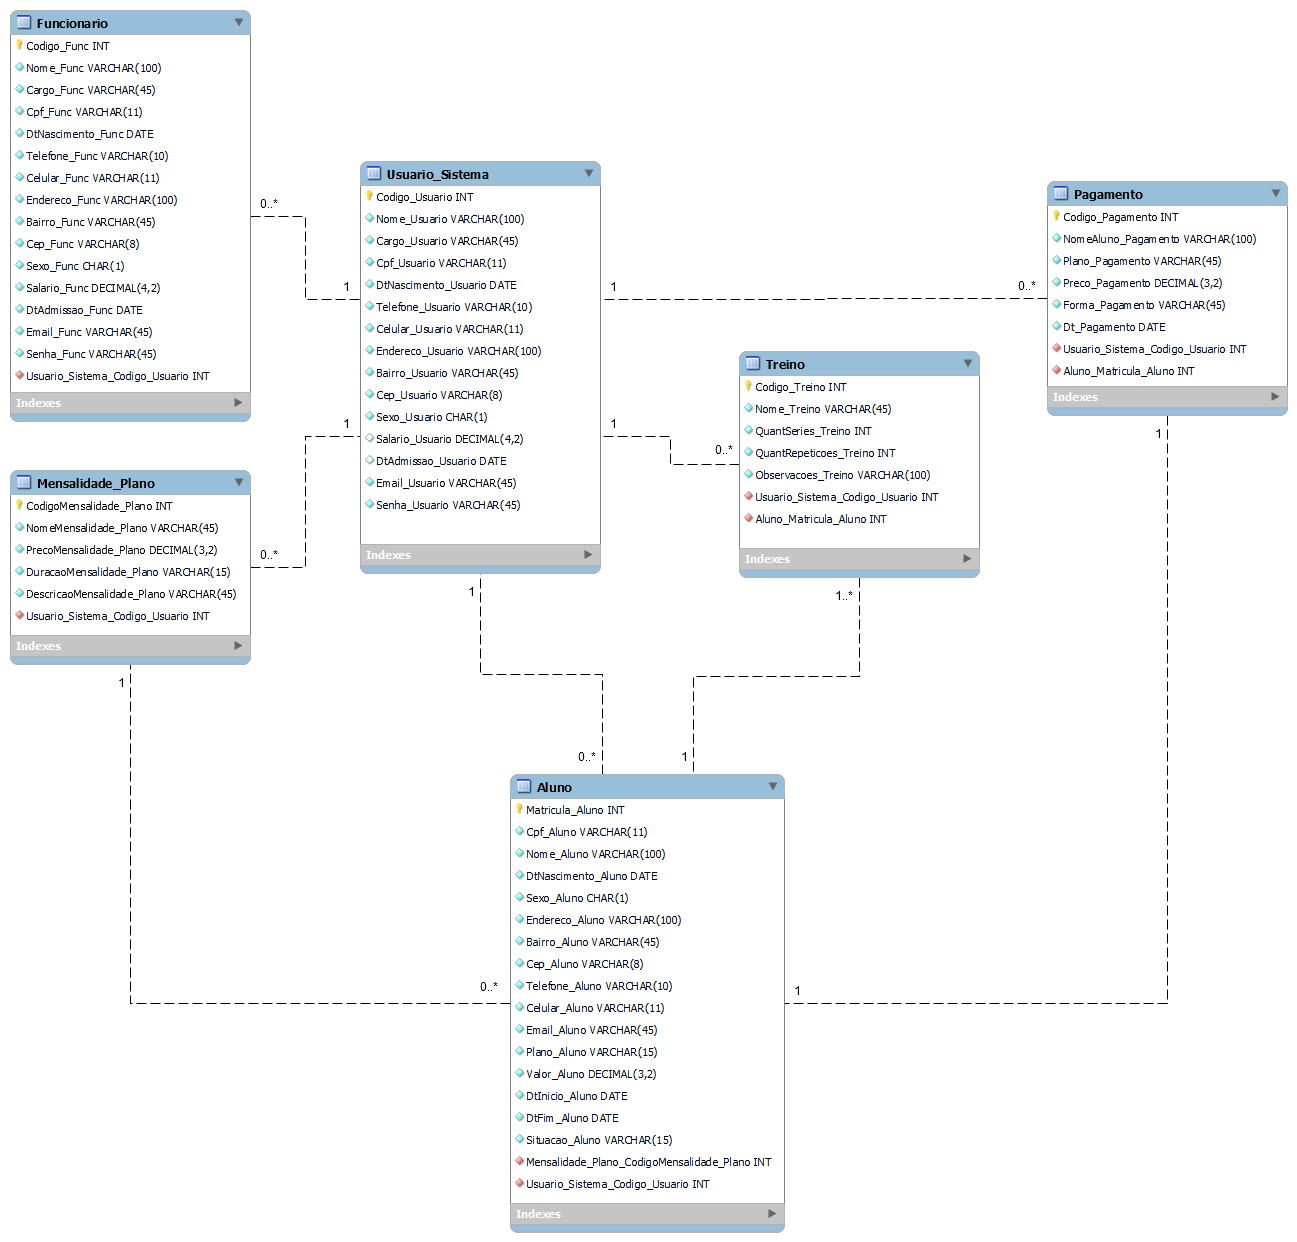 Funcionario
Codigo_Func INT
Nome_Func VARCHAR(100)
Cargo_Func VARCHAR(45)
Cpf_Func VARCHAR(11)
DtNascimento_Func DATE
Telefone_Func VARCHAR(10)
Celular_Func VARCHAR(11)
Endereco_Func VARCHAR(100)
Bairro_Func VARCHAR(45)
Cep_Func VARCHAR(8)
Sexo_Func CHAR(1)
Salario_Func DECIMAL(4,2)
DtAdmissao_Func DATE
Email_Func VARCHAR(45)
Senha_Func VARCHAR(45)
Usuario_Sistema_Codigo_Usuario INT
Indexes
0..*
1
Usuario_Sistema
Codigo_Usuario INT
Nome_Usuario VARCHAR(100)
Cargo_Usuario VARCHAR(45)
Cpf_Usuario VARCHAR(11)
DtNascimento_Usuario DATE
Telefone_Usuario VARCHAR(10)
Celular_Usuario VARCHAR(11)
Endereco_Usuario VARCHAR(100)
Bairro_Usuario VARCHAR(45)
Cep_Usuario VARCHAR(8)
Sexo_Usuario CHAR(1)
Salario_Usuario DECIMAL(4,2)
DtAdmissao_Usuario DATE
Email_Usuario VARCHAR(45)
Senha_Usuario VARCHAR(45)
Indexes
1
0..*
Pagamento
Codigo_Pagamento INT
NomeAluno_Pagamento VARCHAR(100)
Plano_Pagamento VARCHAR(45)
Preco_Pagamento DECIMAL(3,2)
Forma_Pagamento VARCHAR(45)
Dt_Pagamento DATE
Usuario_Sistema_Codigo_Usuario INT
Aluno_Matricula_Aluno INT
Indexes
1
1
0..*
Treino
Codigo_Treino INT
Nome_Treino VARCHAR(45)
QuantSeries_Treino INT
QuantRepeticoes_Treino INT
Observacoes_Treino VARCHAR(100)
Usuario_Sistema_Codigo_Usuario INT
Aluno_Matricula_Aluno INT
Indexes
1..*
1
0..*
Mensalidade_Plano
CodigoMensalidade_Plano INT
NomeMensalidade_Plano VARCHAR(45)
PrecoMensalidade_Plano DECIMAL(3,2)
DuracaoMensalidade_Plano VARCHAR(15)
DescricaoMensalidade_Plano VARCHAR(45)
Usuario_Sistema_Codigo_Usuario INT
Indexes
1
1
0..*
1
0..*
1
Aluno
Matricula_Aluno INT
Cpf_Aluno VARCHAR(11)
Nome_Aluno VARCHAR(100)
DtNascimento_Aluno DATE
Sexo_Aluno CHAR(1)
Endereco_Aluno VARCHAR(100)
Bairro_Aluno VARCHAR(45)
Cep_Aluno VARCHAR(8)
Telefone_Aluno VARCHAR(10)
Celular_Aluno VARCHAR(11)
Email_Aluno VARCHAR(45)
Plano_Aluno VARCHAR(15)
Valor_Aluno DECIMAL(3,2)
DtInicio_Aluno DATE
DtFim_Aluno DATE
Situacao_Aluno VARCHAR(15)
Mensalidade_Plano_CodigoMensalidade_Plano INT
Usuario_Sistema_Codigo_Usuario INT
Indexes